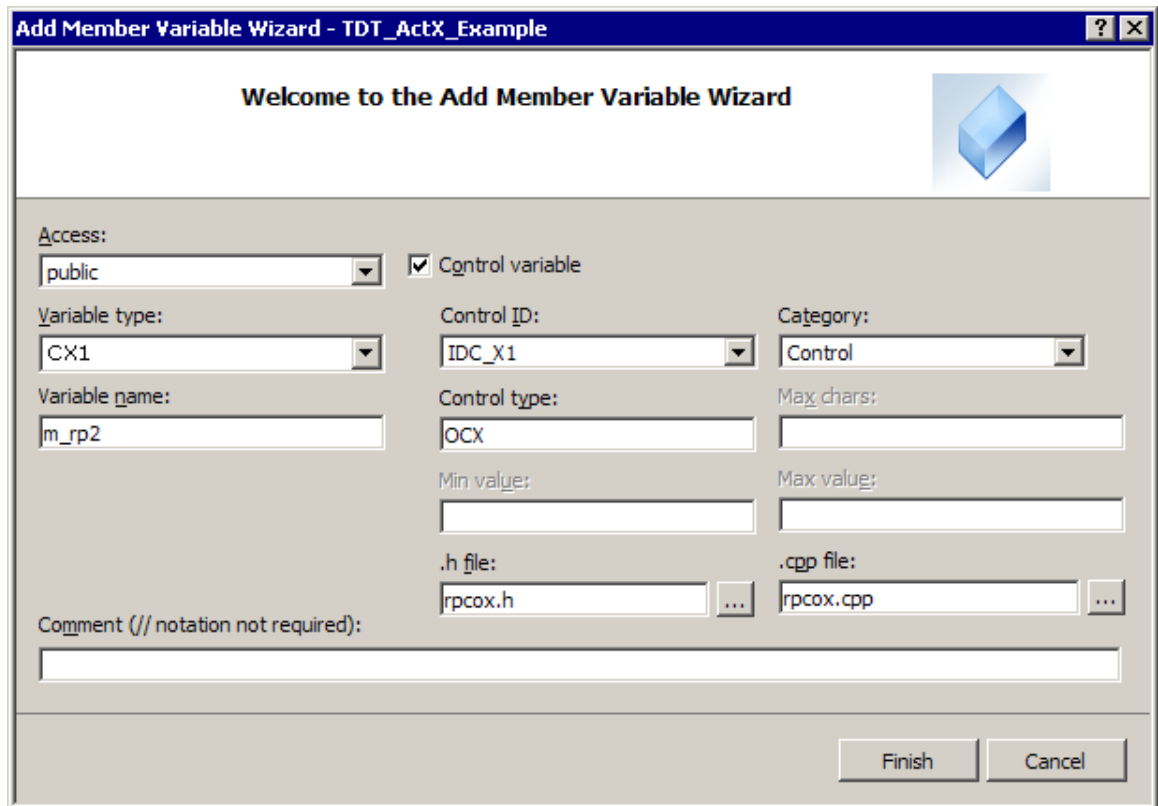 Add Member Variable Wizard - TDT_ActX_Example
Welcome to the Add Member Variable Wizard
Access:
public
Control variable
Variable type:
Control ID:
Category:
CX1
IDC_X1
Control
Variable name:
Control type:
Max chars:
m_rp2
OCX
Min value:
Max value:
.h file:
.cpp file:
rpcox.h
...
rpcox.cpp
...
Comment (// notation not required):
Finish
Cancel